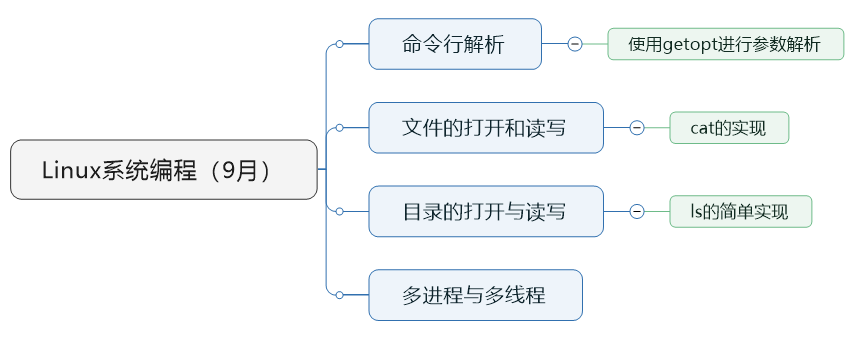 Linux系统编程（9月）
命令行解析
使用getopt进行参数解析
文件的打开和读写
cat的实现
目录的打开与读写
ls的简单实现
多进程与多线程